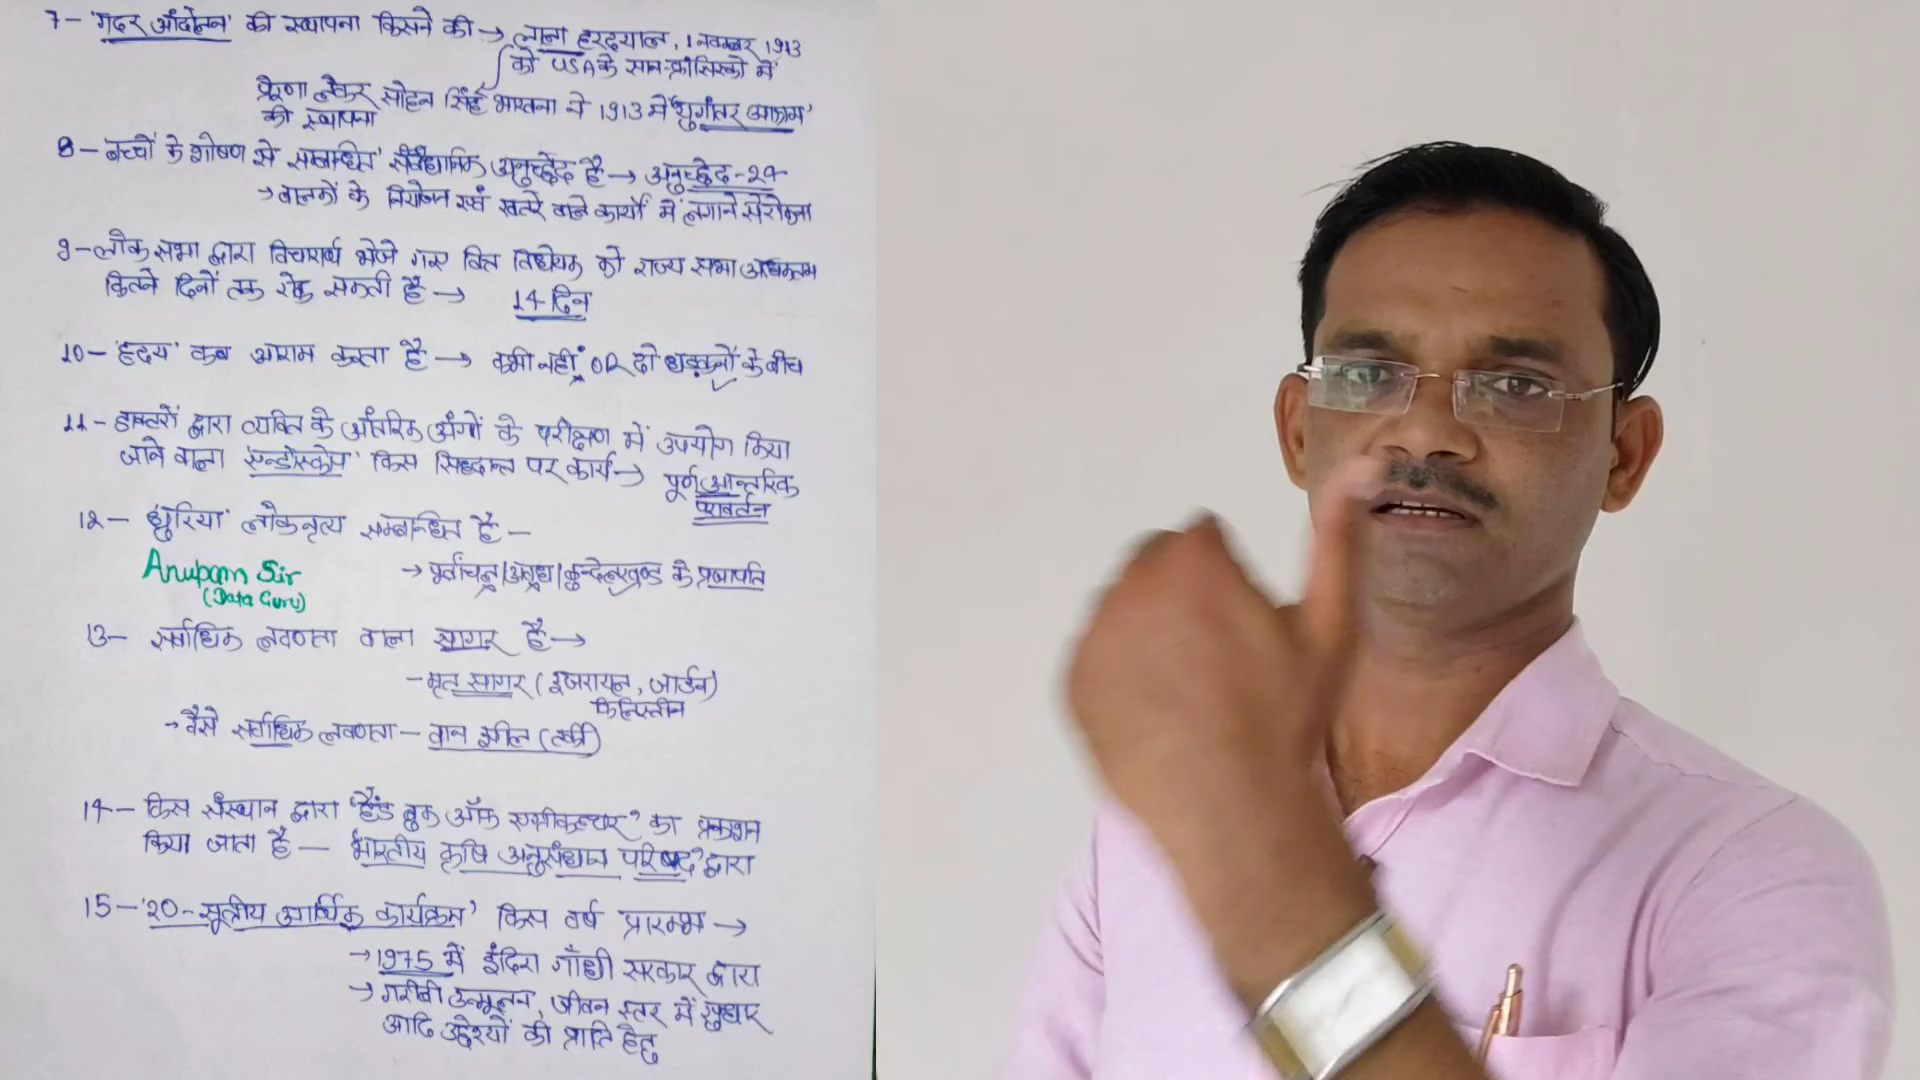 7- 'गदर आंदोलन' की स्थापना किसने की → लाला हरदयाल, 1 नवम्बर 1913
को USA के सान-फ्रांसिस्को में
प्रेरणा लेकर सोहन सिंह भाखना ने 1913 में 'युगांतर आश्रम'
की स्थापना
8- 'बच्चों के शोषण से सम्बन्धित' संवैधानिक अनुच्छेद है → अनुच्छेद-24
→ बालकों के नियोजन एवं खतरे वाले कार्यों में लगाने से रोकना
9- लोक सभा द्वारा विचारार्थ भेजे गए वित्त विधेयक को राज्य सभा अधिकतम
कितने दिनों तक रोक सकती है → 14 दिन
10- 'हृदय' कब आराम करता है → कभी नहीं OR दो धड़कनों के बीच
11- डाक्टरों द्वारा व्यक्ति के आंतरिक अंगों के परीक्षण में उपयोग किया
जाने वाला 'एन्डोस्कोप' किस सिद्धान्त पर कार्य → पूर्ण आन्तरिक
परावर्तन
12- 'धुरिया' लोकनृत्य सम्बन्धित है -
Anupam Sir
(Data Guru)
→ पूर्वांचल/अवध/बुन्देलखण्ड के प्रजापति
13- सर्वाधिक लवणता वाला सागर है →
- मृत सागर (इजरायल, जार्डन)
फिलिस्तीन
→ वैसे सर्वाधिक लवणता - वान झील (टर्की)
14- किस संस्थान द्वारा 'हैंड बुक ऑफ एग्रीकल्चर' का प्रकाशन
किया जाता है - 'भारतीय कृषि अनुसंधान परिषद' द्वारा
15- '20-सूत्रीय आर्थिक कार्यक्रम' किस वर्ष प्रारम्भ →
→ 1975 में इंदिरा गाँधी सरकार द्वारा
→ गरीबी उन्मूलन, जीवन स्तर में सुधार
आदि उद्देश्यों की प्राप्ति हेतु